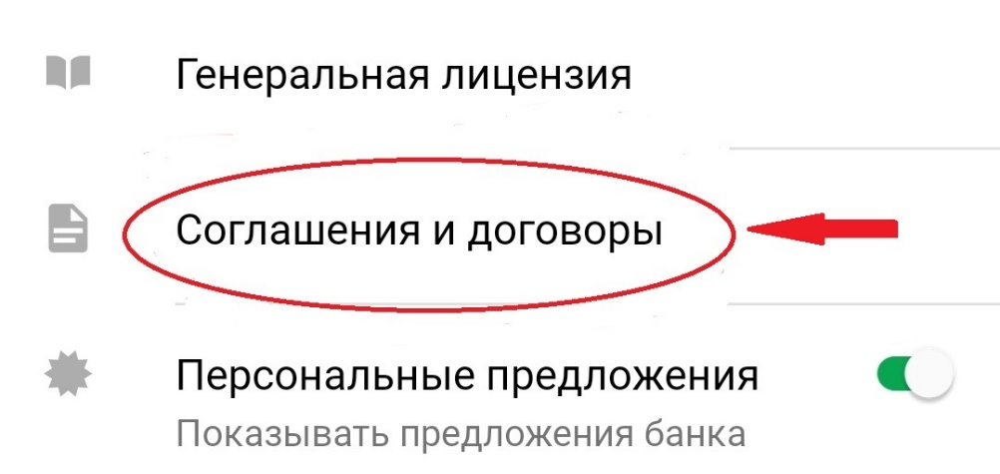 Генеральная лицензия
Соглашения и договоры
Персональные предложения
Показывать предложения банка